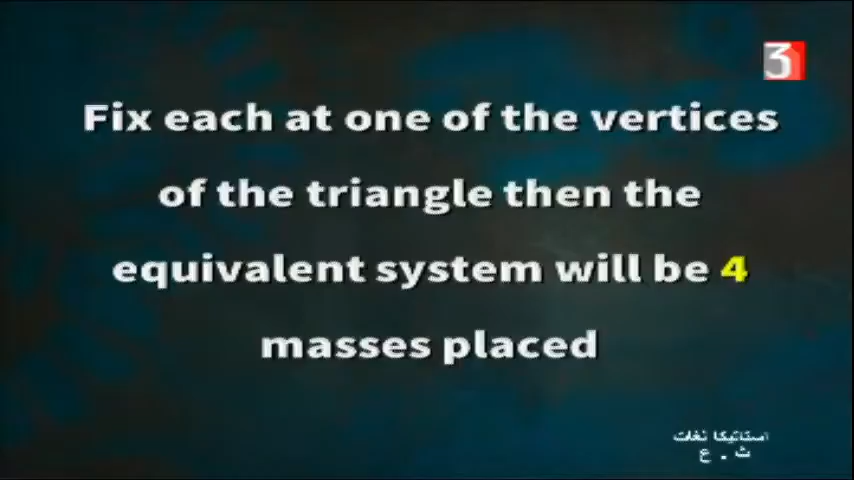 3
Fix each at one of the vertices
of the triangle then the
equivalent system will be 4
masses placed
استاتيكا لغات
ث . ع